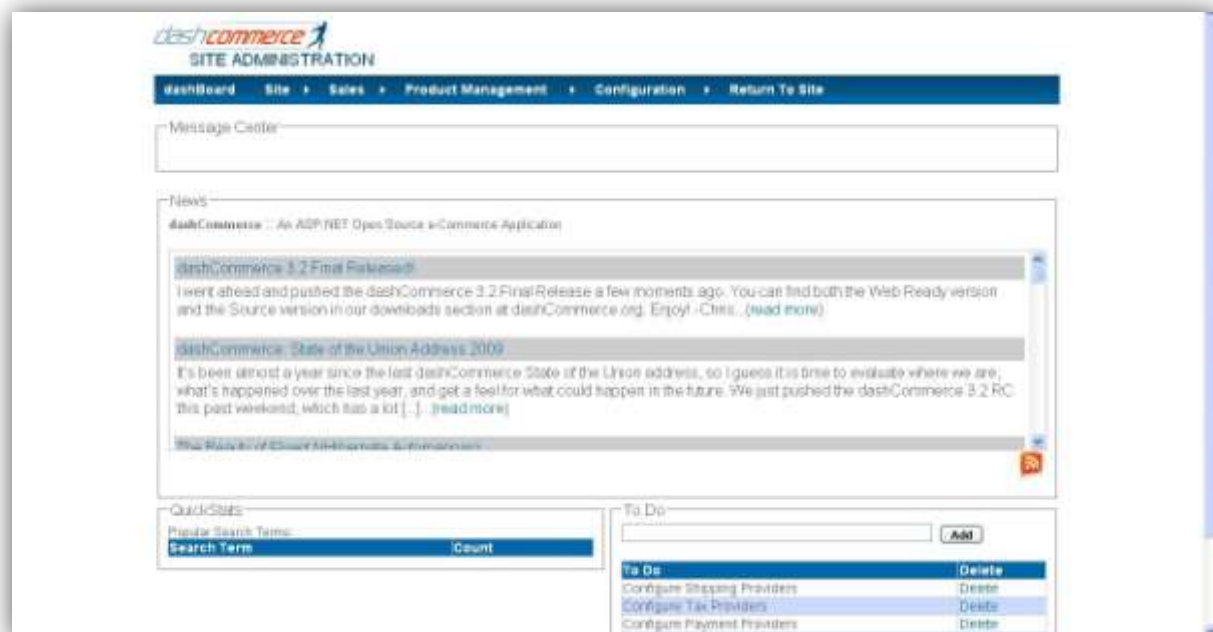 dashcommerce
SITE ADMINISTRATION
dashBoard Site Sales Product Management Configuration Return To Site
Message Center
News
dashCommerce :: An ASP.NET Open Source e-Commerce Application
dashCommerce 3.2 Final Released!
I went ahead and pushed the dashCommerce 3.2 Final Release a few moments ago. You can find both the Web Ready version
and the Source version in our downloads section at dashCommerce.org. Enjoy! -Chris...(read more)
dashCommerce: State of the Union Address 2009
It's been almost a year since the last dashCommerce State of the Union address, so I guess it is time to evaluate where we are,
what's happened over the last year, and get a feel for what could happen in the future. We just pushed the dashCommerce 3.2 RC
this past weekend, which has a lot [...]...(read more)
The Beauty of Fluent NHibernate Automapping
QuickStats
Popular Search Terms:
Search Term Count
To Do
Add
To Do Delete
Configure Shipping Providers Delete
Configure Tax Providers Delete
Configure Payment Providers Delete